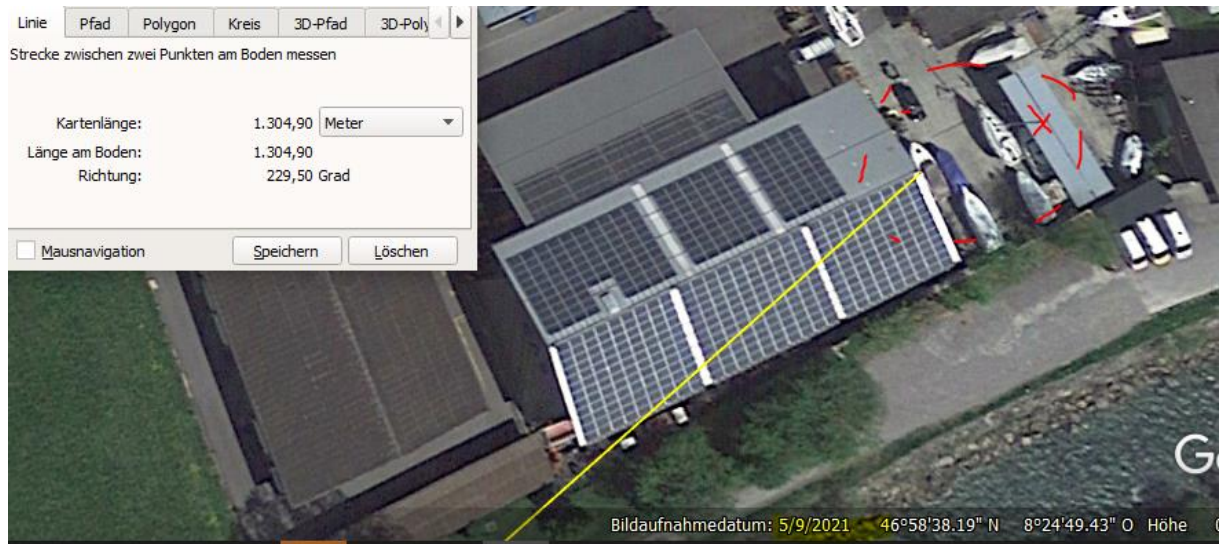 Linie Pfad Polygon Kreis 3D-Pfad 3D-Poly
Strecke zwischen zwei Punkten am Boden messen
Kartenlänge: 1.304,90 Meter
Länge am Boden: 1.304,90
Richtung: 229,50 Grad
Mausnavigation Speichern Löschen
Bildaufnahmedatum: 5/9/2021 46°58'38.19" N 8°24'49.43" O Höhe 0